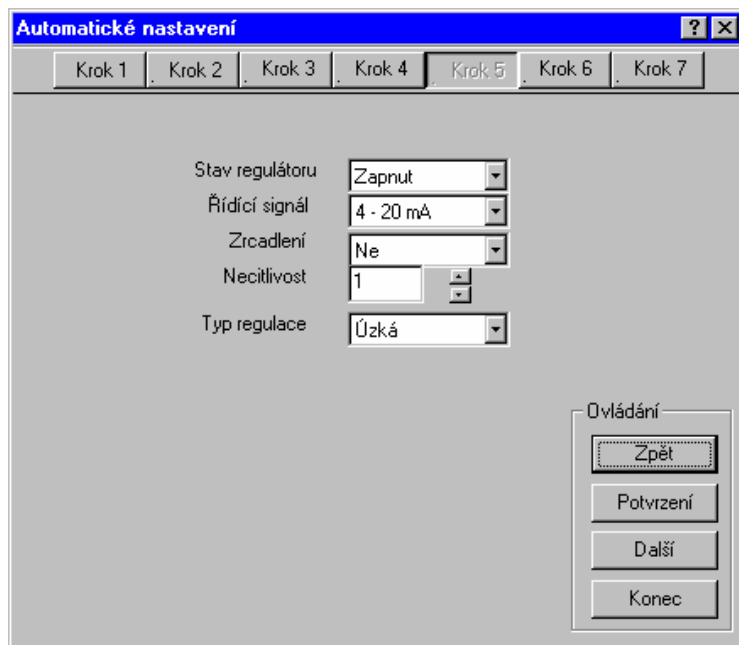 Automatické nastavení
Krok 1 Krok 2 Krok 3 Krok 4 Krok 5 Krok 6 Krok 7
Stav regulátoru Zapnut
Řídící signál 4 - 20 mA
Zrcadlení Ne
Necitlivost 1
Typ regulace Úzká
Ovládání
Zpět
Potvrzení
Další
Konec